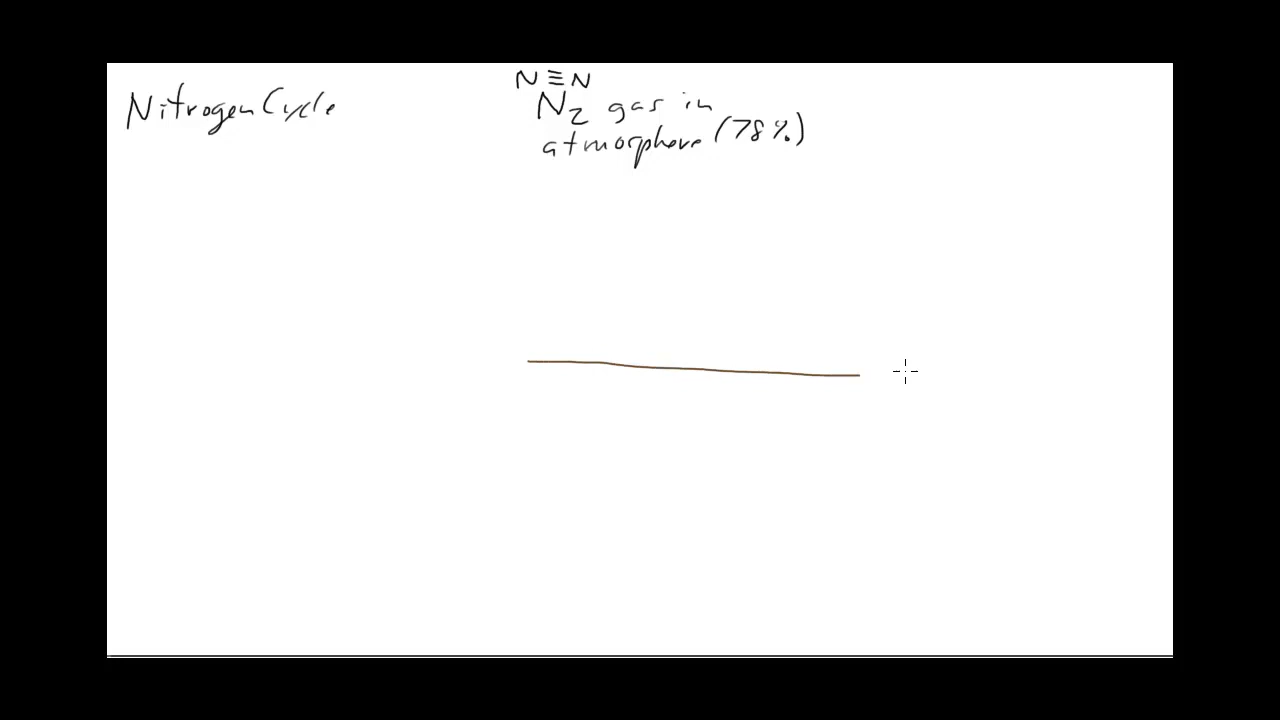 Nitrogen Cycle
N≡N
N₂ gas in
atmosphere (78%)